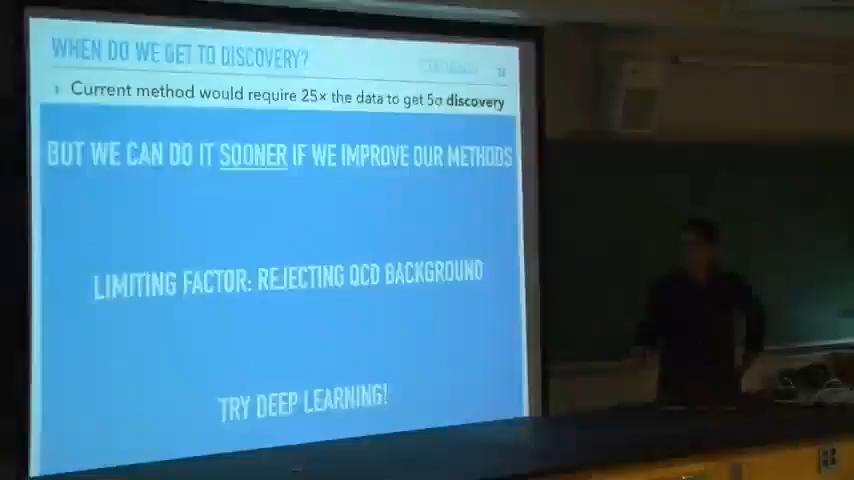 WHEN DO WE GET TO DISCOVERY?
Current method would require 25× the data to get 5σ discovery
BUT WE CAN DO IT SOONER IF WE IMPROVE OUR METHODS
LIMITING FACTOR: REJECTING QCD BACKGROUND
TRY DEEP LEARNING!